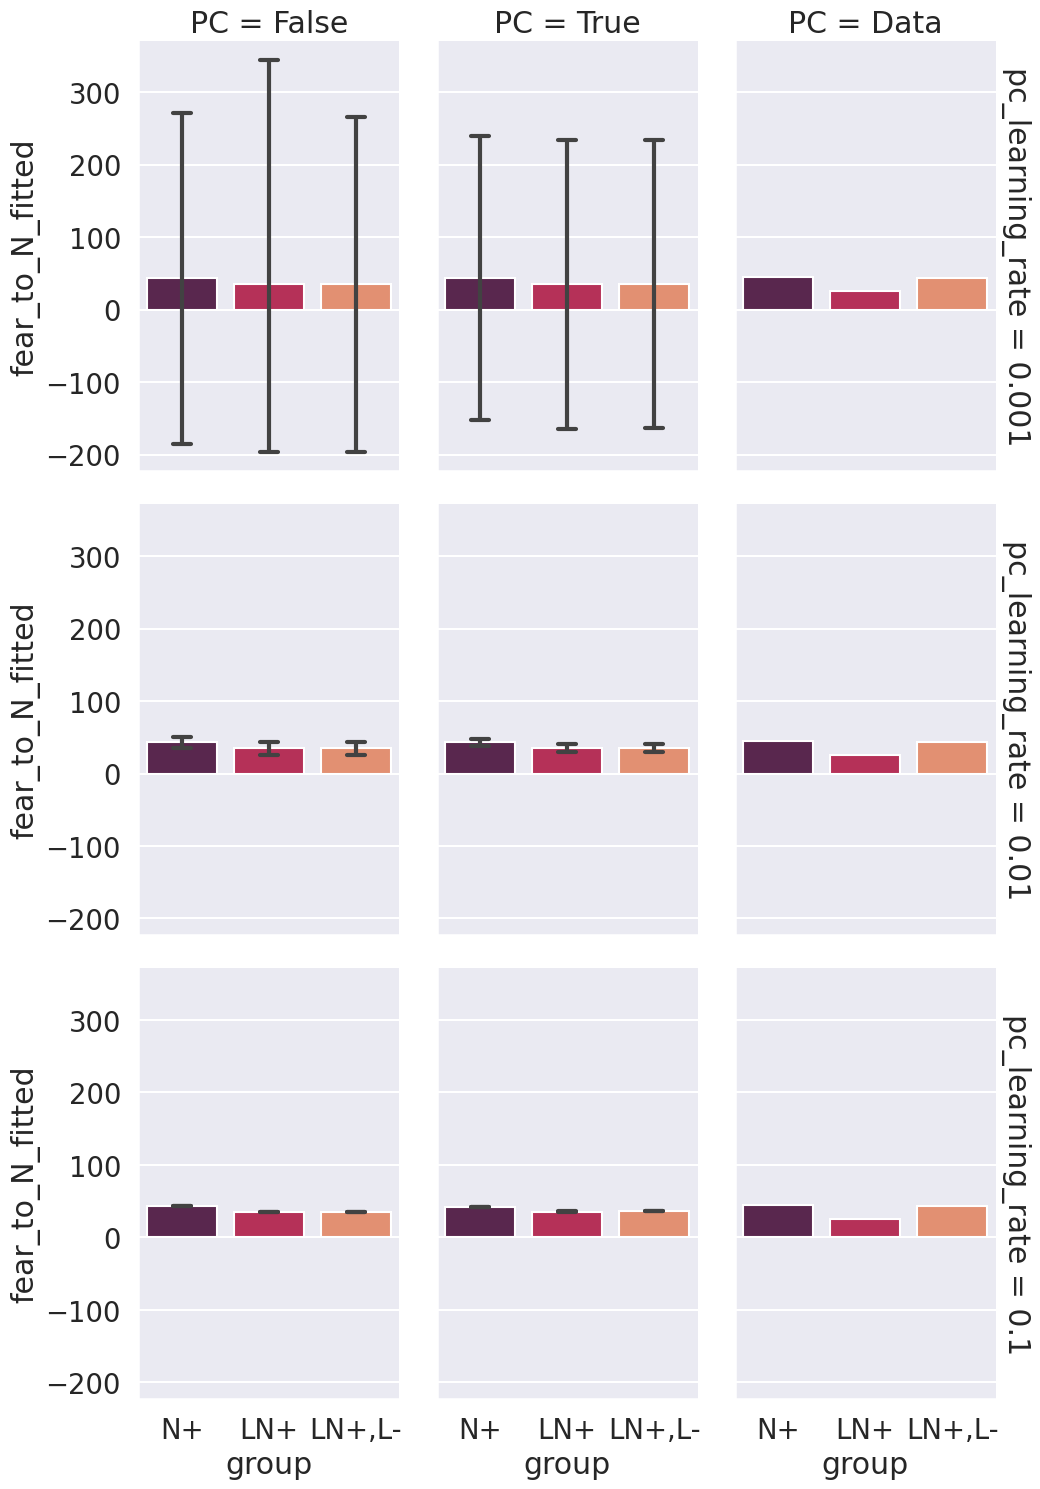 PC = False
PC = True
PC = Data
fear_to_N_fitted
300
200
100
0
−100
−200
pc_learning_rate = 0.001
fear_to_N_fitted
300
200
100
0
−100
−200
pc_learning_rate = 0.01
fear_to_N_fitted
300
200
100
0
−100
−200
pc_learning_rate = 0.1
N+ LN+ LN+,L-
N+ LN+ LN+,L-
N+ LN+ LN+,L-
group
group
group